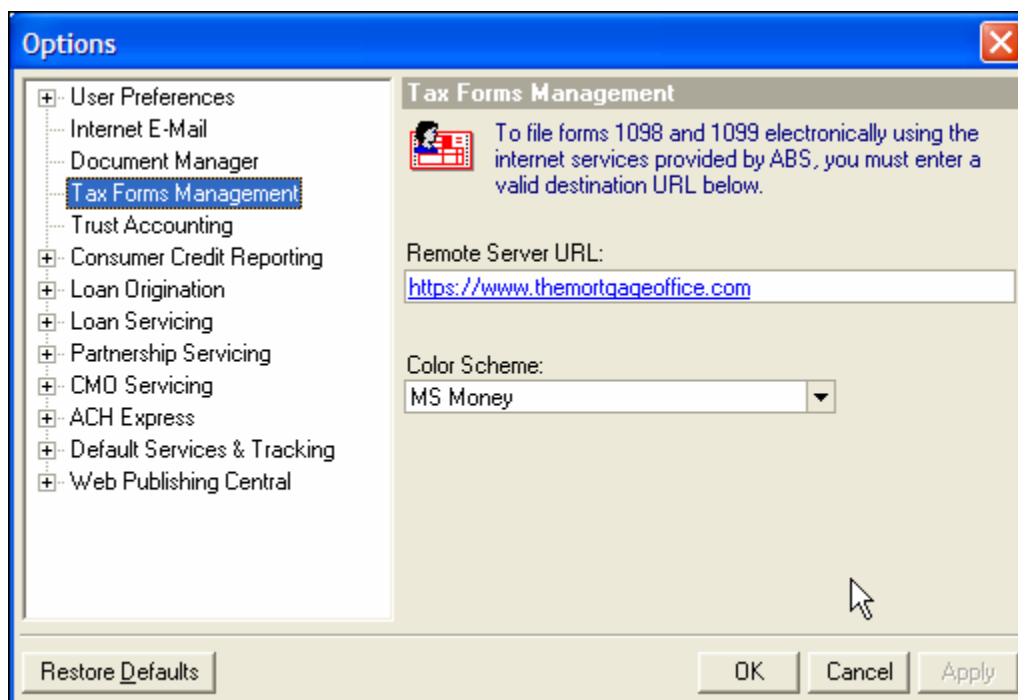 Options
User Preferences
Internet E-Mail
Document Manager
Tax Forms Management
Trust Accounting
Consumer Credit Reporting
Loan Origination
Loan Servicing
Partnership Servicing
CMO Servicing
ACH Express
Default Services & Tracking
Web Publishing Central
Tax Forms Management
To file forms 1098 and 1099 electronically using the
internet services provided by ABS, you must enter a
valid destination URL below.
Remote Server URL:
https://www.themortgageoffice.com
Color Scheme:
MS Money
Restore Defaults
OK
Cancel
Apply